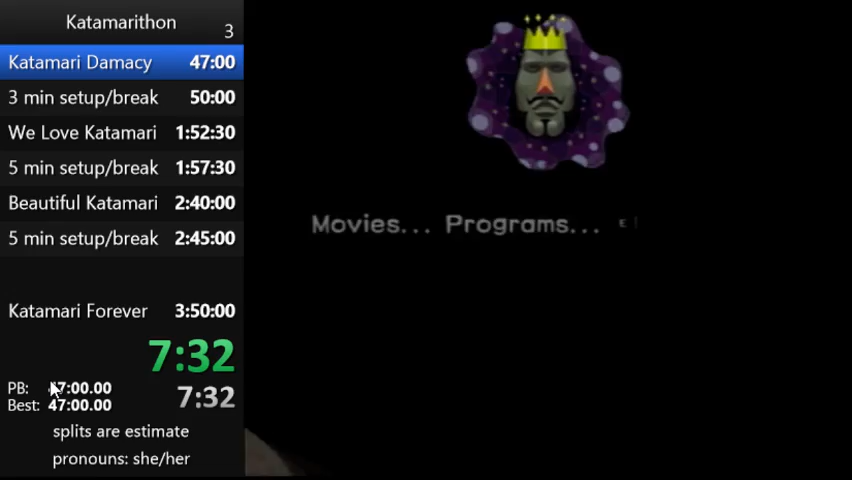 Katamarithon
3
Katamari Damacy 47:00
3 min setup/break 50:00
We Love Katamari 1:52:30
5 min setup/break 1:57:30
Beautiful Katamari 2:40:00
5 min setup/break 2:45:00
Katamari Forever 3:50:00
7:32
PB: 47:00.00
Best: 47:00.00
7:32
splits are estimate
pronouns: she/her
Movies... Programs...